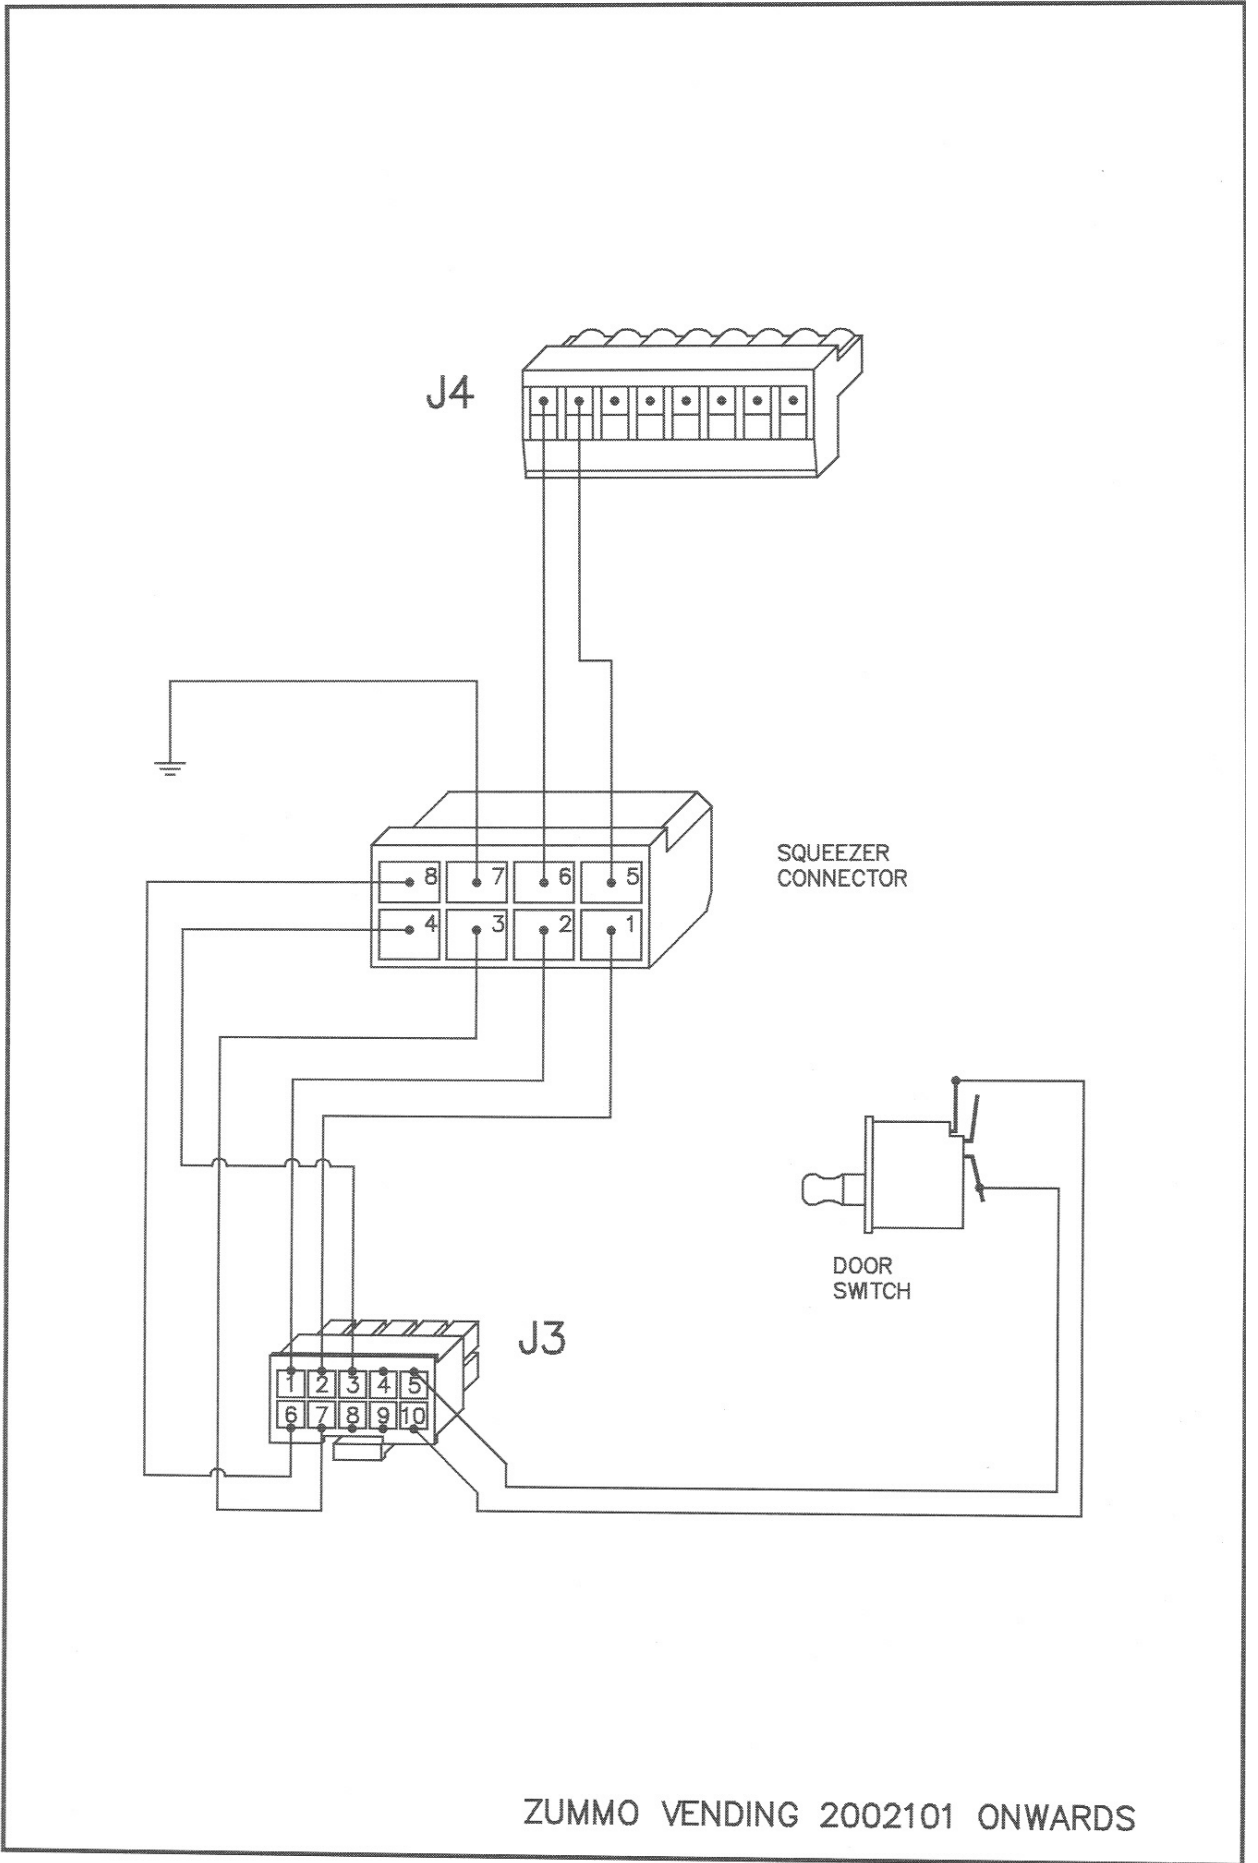 J4
SQUEEZER
CONNECTOR
8 7 6 5
4 3 2 1
DOOR
SWITCH
J3
1 2 3 4 5
6 7 8 9 10
ZUMMO VENDING 2002101 ONWARDS